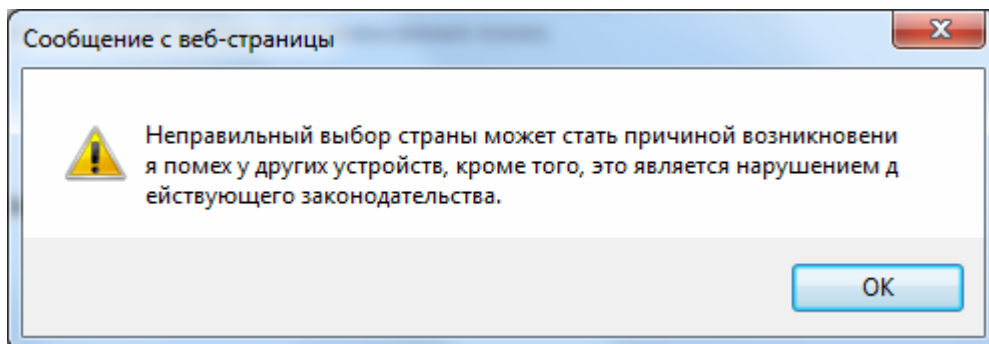 Сообщение с веб-страницы
Неправильный выбор страны может стать причиной возникновени
я помех у других устройств, кроме того, это является нарушением д
ействующего законодательства.
OK